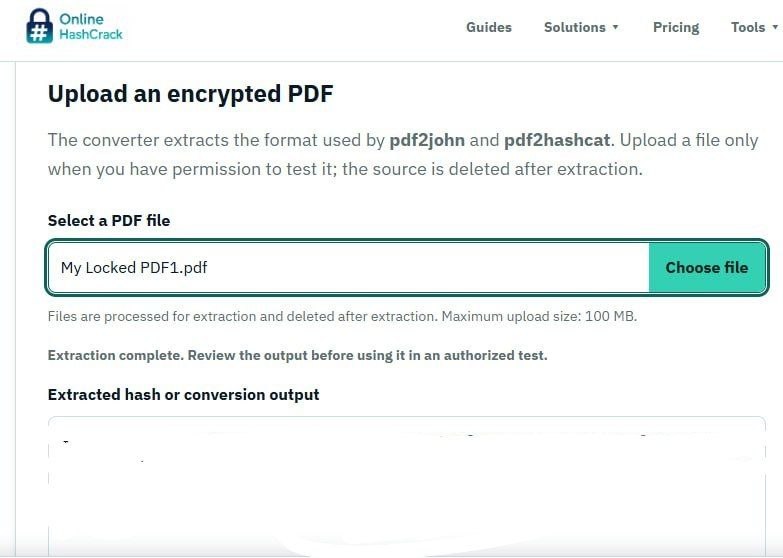 Online
HashCrack
Guides
Solutions
Pricing
Tools
Upload an encrypted PDF
The converter extracts the format used by pdf2john and pdf2hashcat. Upload a file only
when you have permission to test it; the source is deleted after extraction.
Select a PDF file
My Locked PDF1.pdf
Choose file
Files are processed for extraction and deleted after extraction. Maximum upload size: 100 MB.
Extraction complete. Review the output before using it in an authorized test.
Extracted hash or conversion output